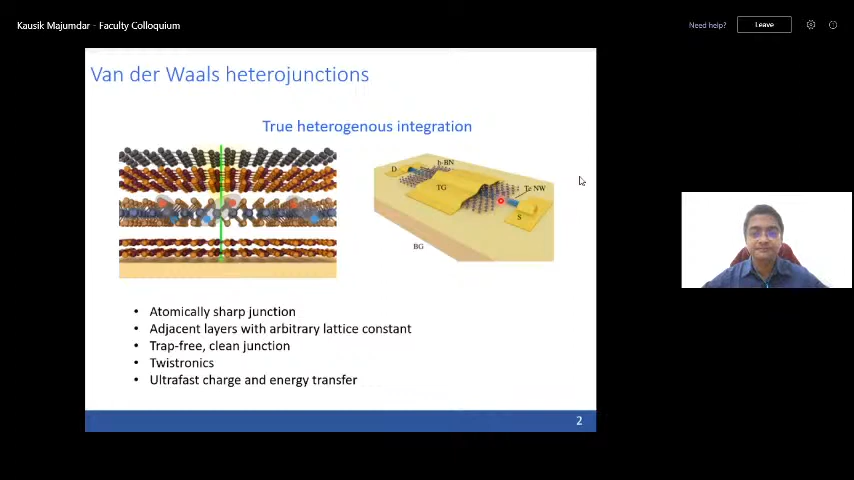 Kausik Majumdar - Faculty Colloquium
Need help?
Leave
Van der Waals heterojunctions
True heterogenous integration
D
h-BN
TG
Te NW
S
BG
• Atomically sharp junction
• Adjacent layers with arbitrary lattice constant
• Trap-free, clean junction
• Twistronics
• Ultrafast charge and energy transfer
2